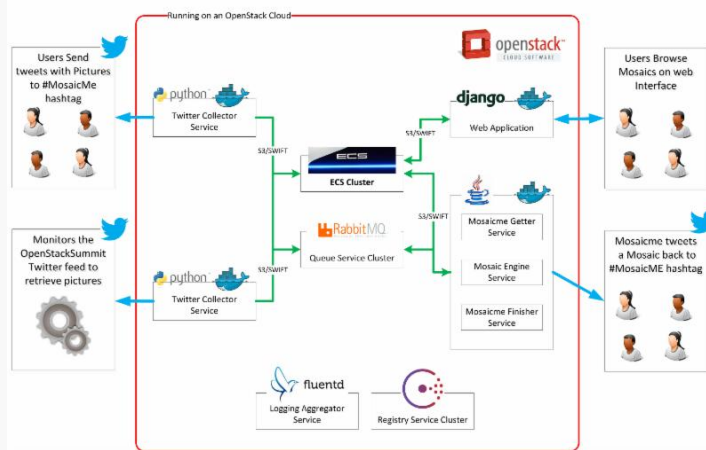 Running on an OpenStack Cloud
openstack™
CLOUD SOFTWARE
Users Send
tweets with Pictures
to #MosaicMe
hashtag
python
Twitter Collector
Service
S3/SWIFT
ECS
ECS Cluster
S3/SWIFT
django
Web Application
Users Browse
Mosaics on web
Interface
RabbitMQ
Queue Service Cluster
S3/SWIFT
Java
Mosaicme Getter
Service
Mosaic Engine
Service
Mosaicme Finisher
Service
Mosaicme tweets
a Mosaic back to
#MosaicME hashtag
Monitors the
OpenStackSummit
Twitter feed to
retrieve pictures
python
Twitter Collector
Service
S3/SWIFT
fluentd
Logging Aggregator
Service
Registry Service Cluster